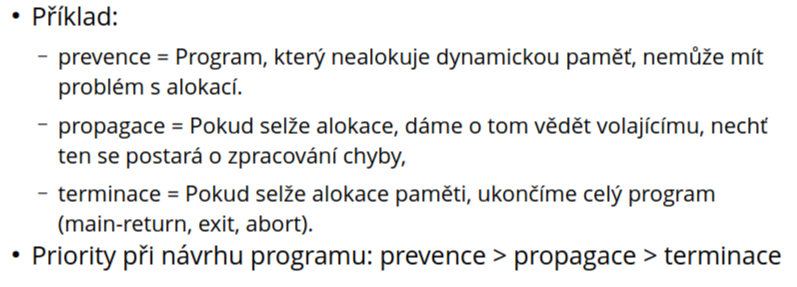 • Příklad:
– prevence = Program, který nealokuje dynamickou paměť, nemůže mít
problém s alokací.
– propagace = Pokud selže alokace, dáme o tom vědět volajícímu, nechť
ten se postará o zpracování chyby,
– terminace = Pokud selže alokace paměti, ukončíme celý program
(main-return, exit, abort).
• Priority při návrhu programu: prevence > propagace > terminace